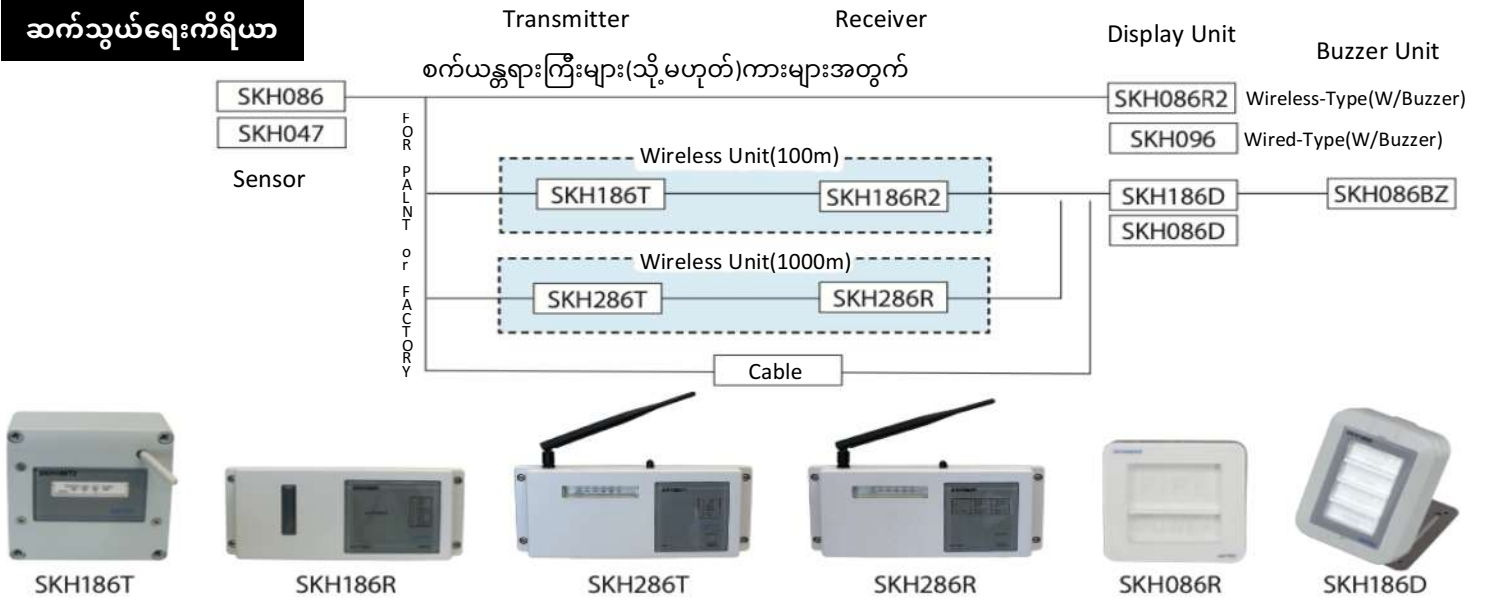 ဆက်သွယ်ရေးကိရိယာ
Transmitter
Receiver
Display Unit
Buzzer Unit
စက်ယန္တရားကြီးများ(သို့မဟုတ်)ကားများအတွက်
SKH086
SKH086R2 Wireless-Type(W/Buzzer)
SKH047
SKH096 Wired-Type(W/Buzzer)
Sensor
FOR PALNT or FACTORY
Wireless Unit(100m)
SKH186T
SKH186R2
SKH186D
SKH086BZ
SKH086D
Wireless Unit(1000m)
SKH286T
SKH286R
Cable
SKH186T
SKH186R
SKH286T
SKH286R
SKH086R
SKH186D